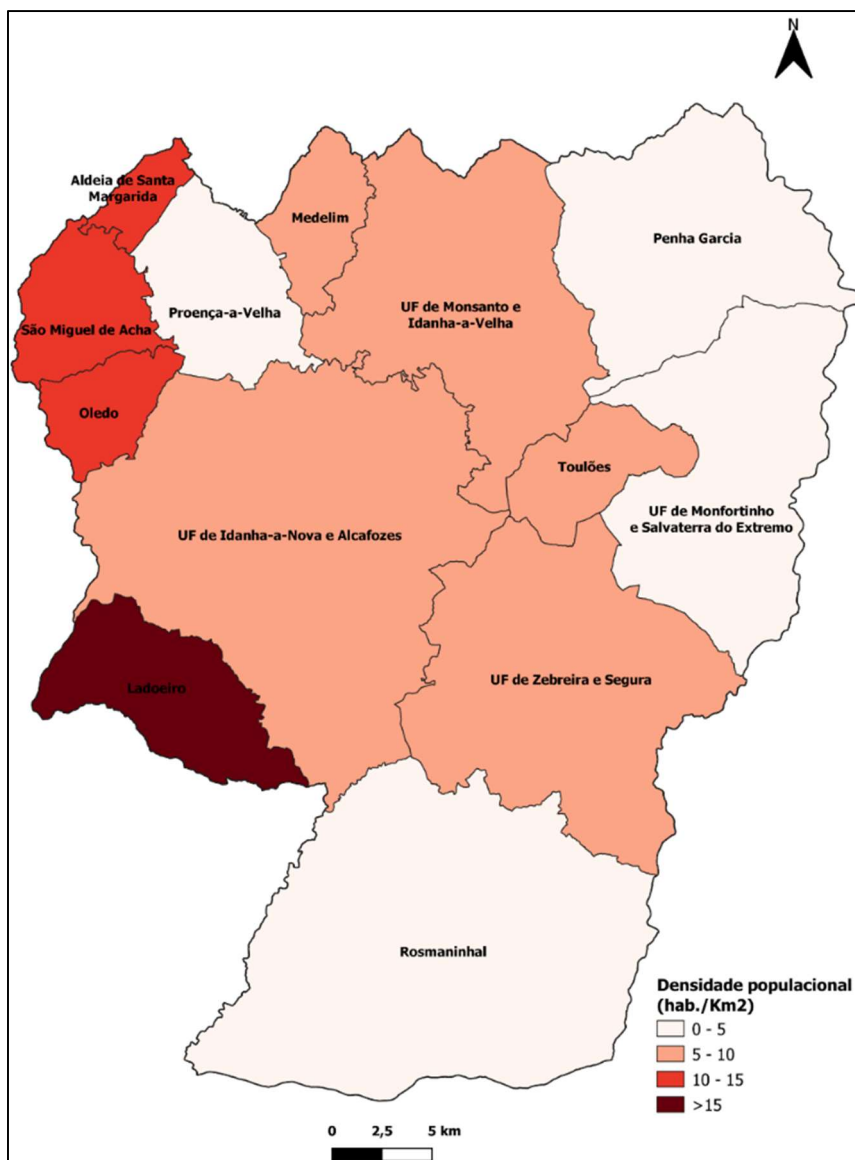 N
Aldeia de Santa
Margarida
Medelim
Penha Garcia
Proença-a-Velha
UF de Monsanto e
Idanha-a-Velha
São Miguel de Acha
Oledo
Toulões
UF de Monfortinho
e Salvaterra do Extremo
UF de Idanha-a-Nova e Alcafozes
Ladoeiro
UF de Zebreira e Segura
Rosmaninhal
Densidade populacional
(hab./Km2)
0 - 5
5 - 10
10 - 15
>15
0 2,5 5 km